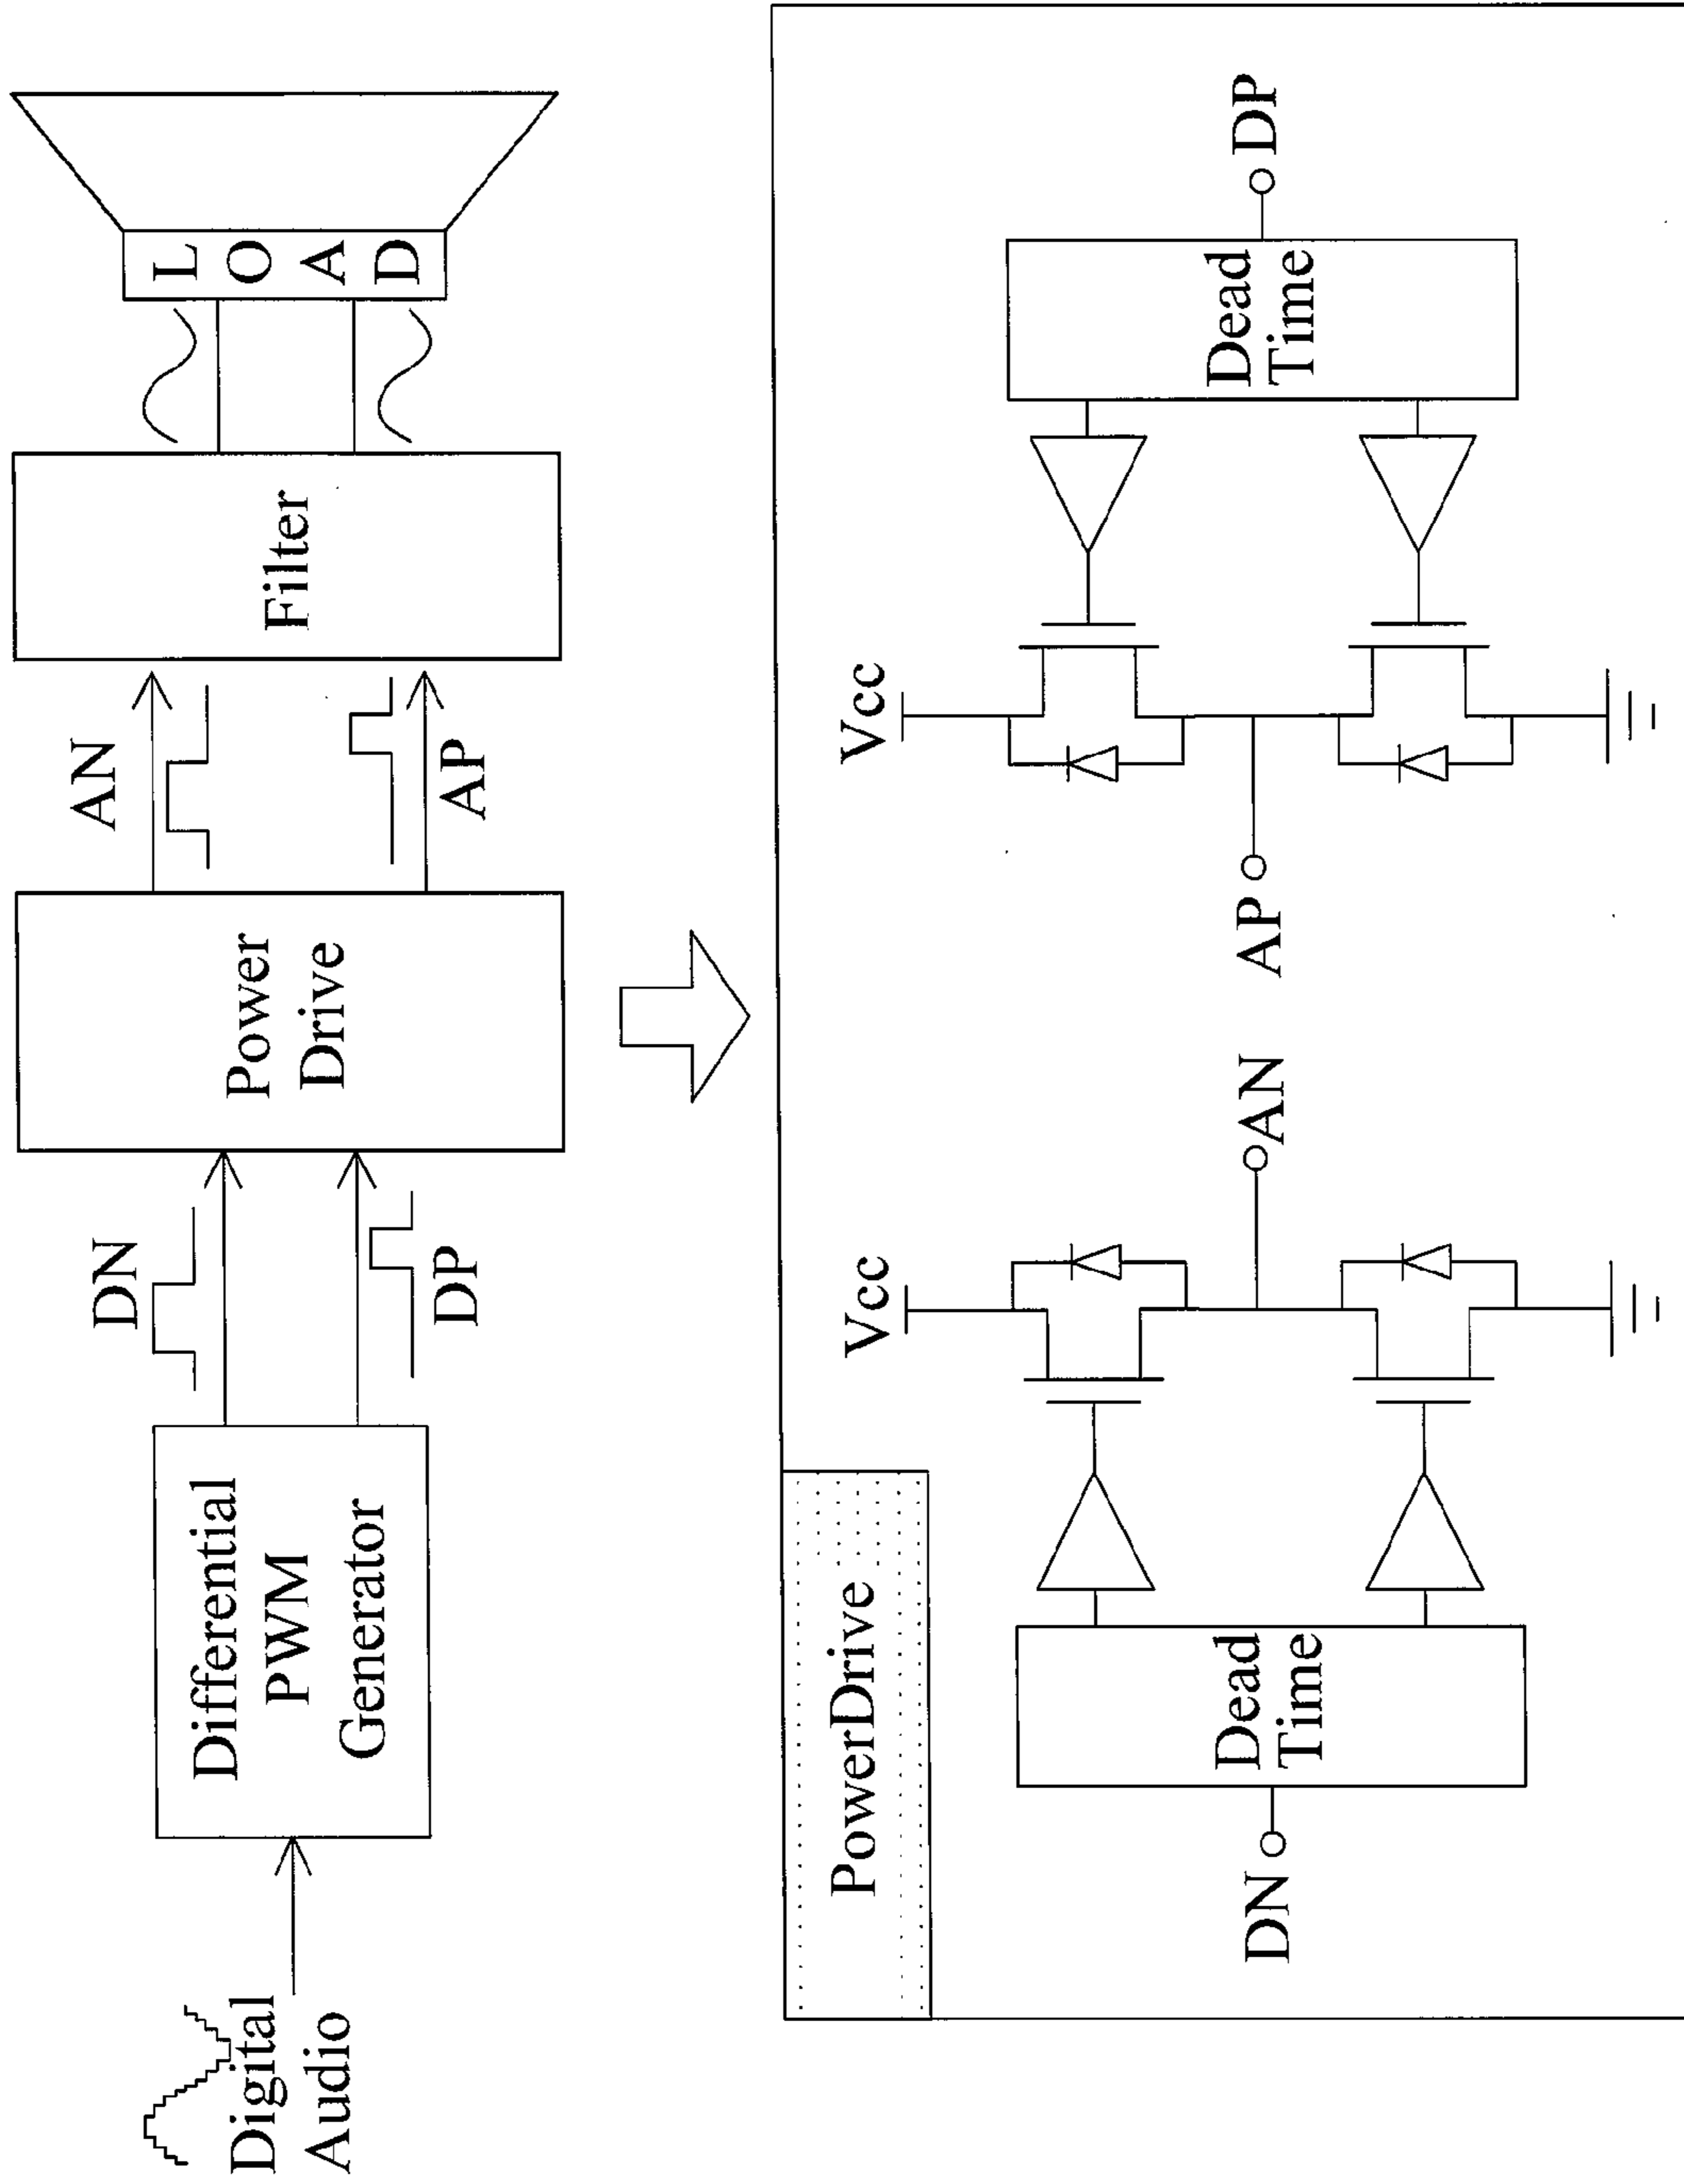 Digital
Audio
Differential
PWM
Generator
DN
DP
Power
Drive
AN
AP
Filter
L
O
A
D
PowerDrive
DN
Dead
Time
Vcc
AN
AP
Vcc
Dead
Time
DP